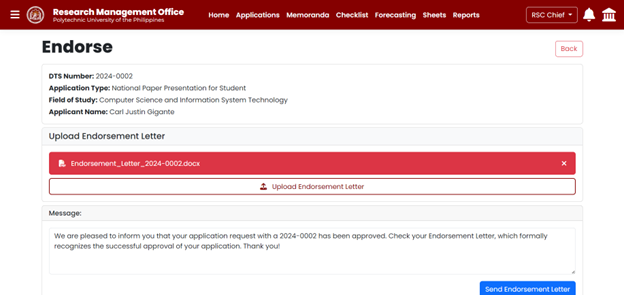 Research Management Office
Polytechnic University of the Philippines
Home Applications Memoranda Checklist Forecasting Sheets Reports
RSC Chief
Endorse
Back
DTS Number: 2024-0002
Application Type: National Paper Presentation for Student
Field of Study: Computer Science and Information System Technology
Applicant Name: Carl Justin Gigante
Upload Endorsement Letter
Endorsement_Letter_2024-0002.docx
Upload Endorsement Letter
Message:
We are pleased to inform you that your application request with a 2024-0002 has been approved. Check your Endorsement Letter, which formally
recognizes the successful approval of your application. Thank you!
Send Endorsement Letter